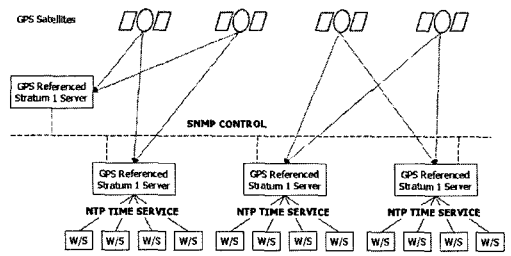 GPS Satellites
GPS Referenced
Stratum 1 Server
SNMP CONTROL
GPS Referenced
Stratum 1 Server
GPS Referenced
Stratum 1 Server
GPS Referenced
Stratum 1 Server
NTP TIME SERVICE
NTP TIME SERVICE
NTP TIME SERVICE
W/S W/S W/S W/S W/S W/S W/S W/S W/S W/S W/S W/S